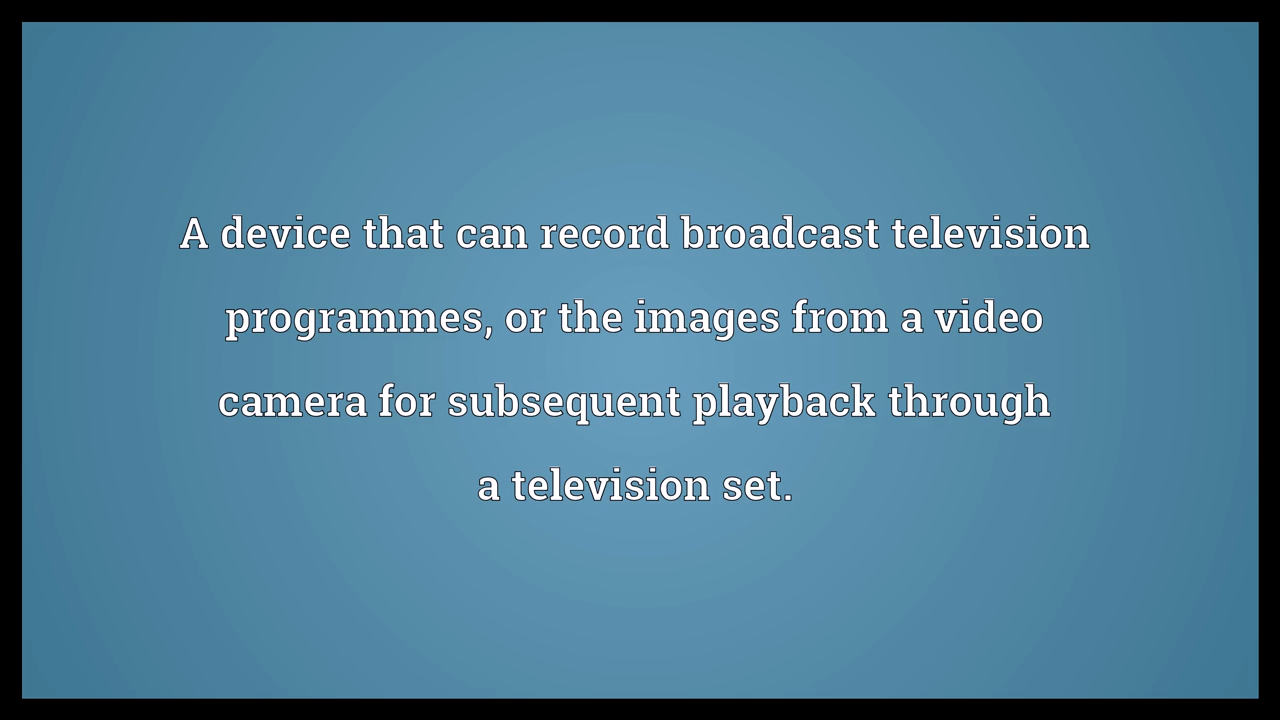 A device that can record broadcast television
programmes, or the images from a video
camera for subsequent playback through
a television set.